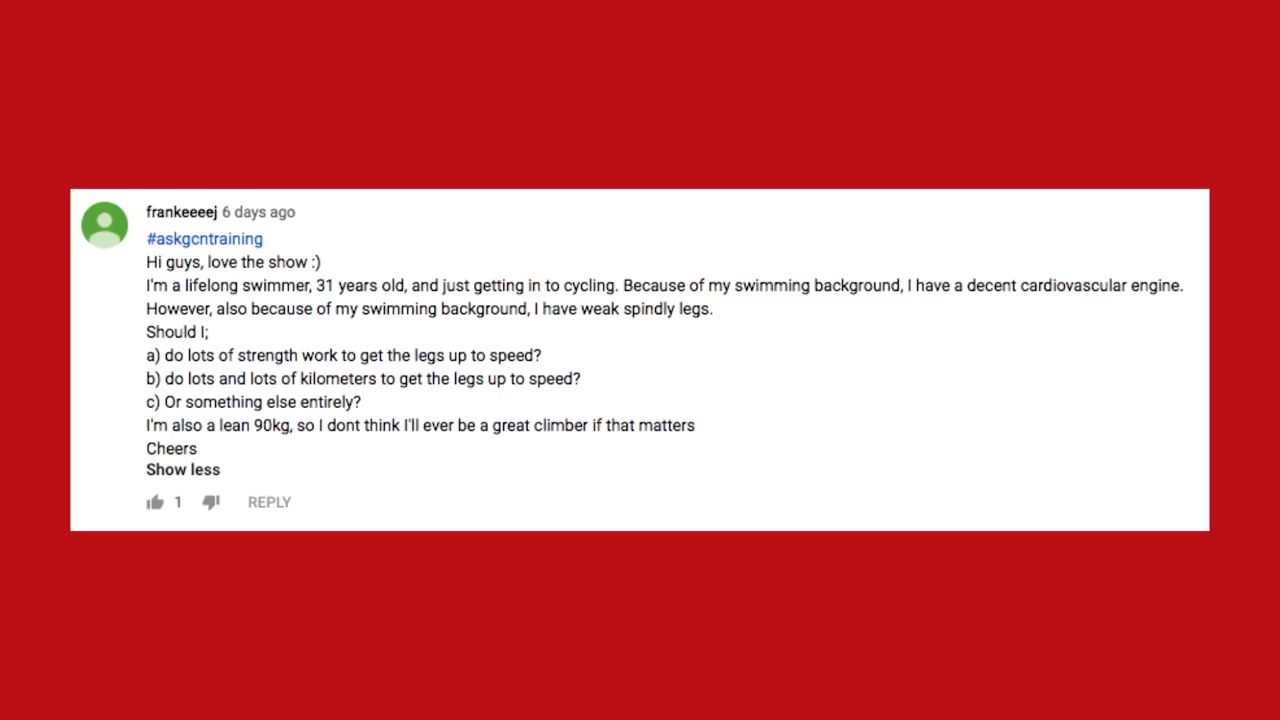 frankeeeej 6 days ago
#askgcntraining
Hi guys, love the show :)
I'm a lifelong swimmer, 31 years old, and just getting in to cycling. Because of my swimming background, I have a decent cardiovascular engine.
However, also because of my swimming background, I have weak spindly legs.
Should I;
a) do lots of strength work to get the legs up to speed?
b) do lots and lots of kilometers to get the legs up to speed?
c) Or something else entirely?
I'm also a lean 90kg, so I dont think I'll ever be a great climber if that matters
Cheers
Show less
1 REPLY